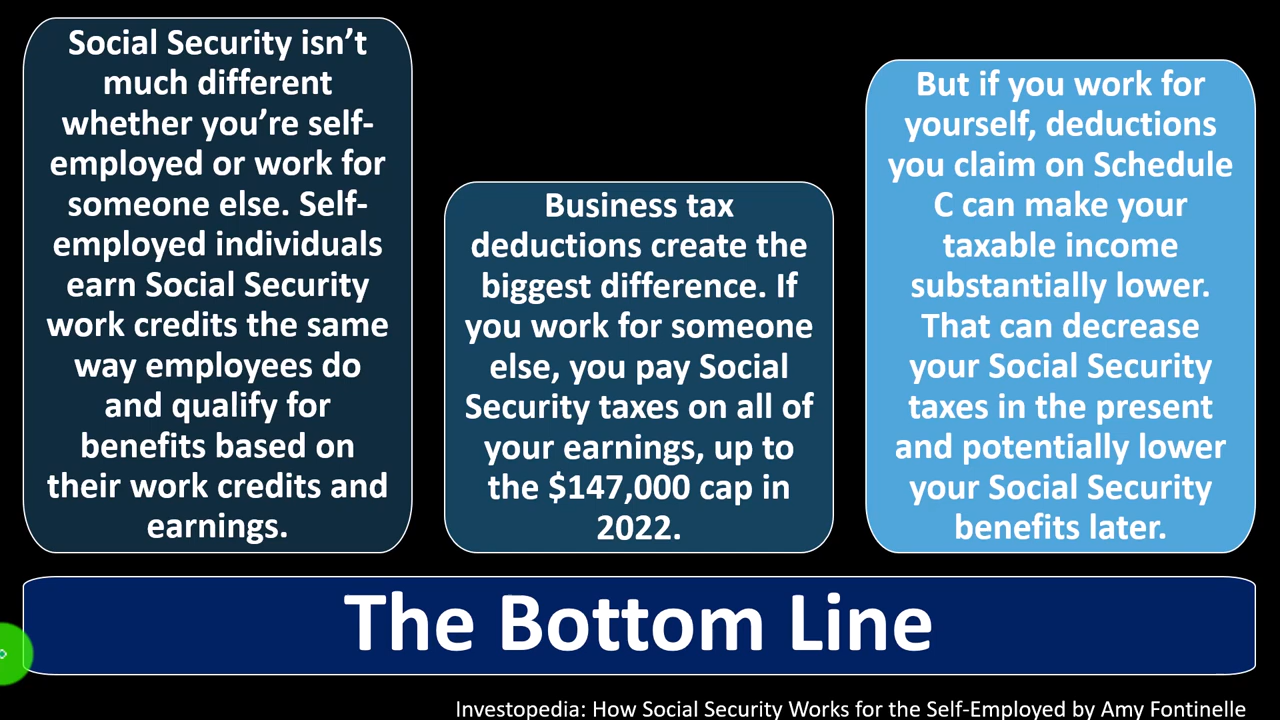 Social Security isn’t
much different
whether you’re self-
employed or work for
someone else. Self-
employed individuals
earn Social Security
work credits the same
way employees do
and qualify for
benefits based on
their work credits and
earnings.
Business tax
deductions create the
biggest difference. If
you work for someone
else, you pay Social
Security taxes on all of
your earnings, up to
the $147,000 cap in
2022.
But if you work for
yourself, deductions
you claim on Schedule
C can make your
taxable income
substantially lower.
That can decrease
your Social Security
taxes in the present
and potentially lower
your Social Security
benefits later.
The Bottom Line
Investopedia: How Social Security Works for the Self-Employed by Amy Fontinelle